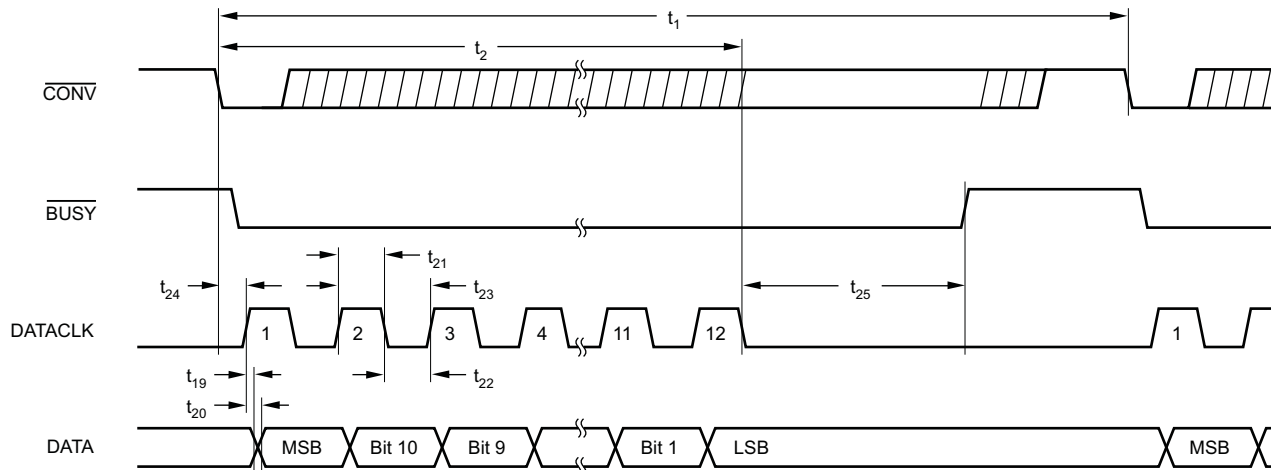 t1
t2
CONV
BUSY
t21
t24
t23
t25
DATACLK 1 2 3 4 11 12 1
t19
t22
t20
DATA MSB Bit 10 Bit 9 Bit 1 LSB MSB